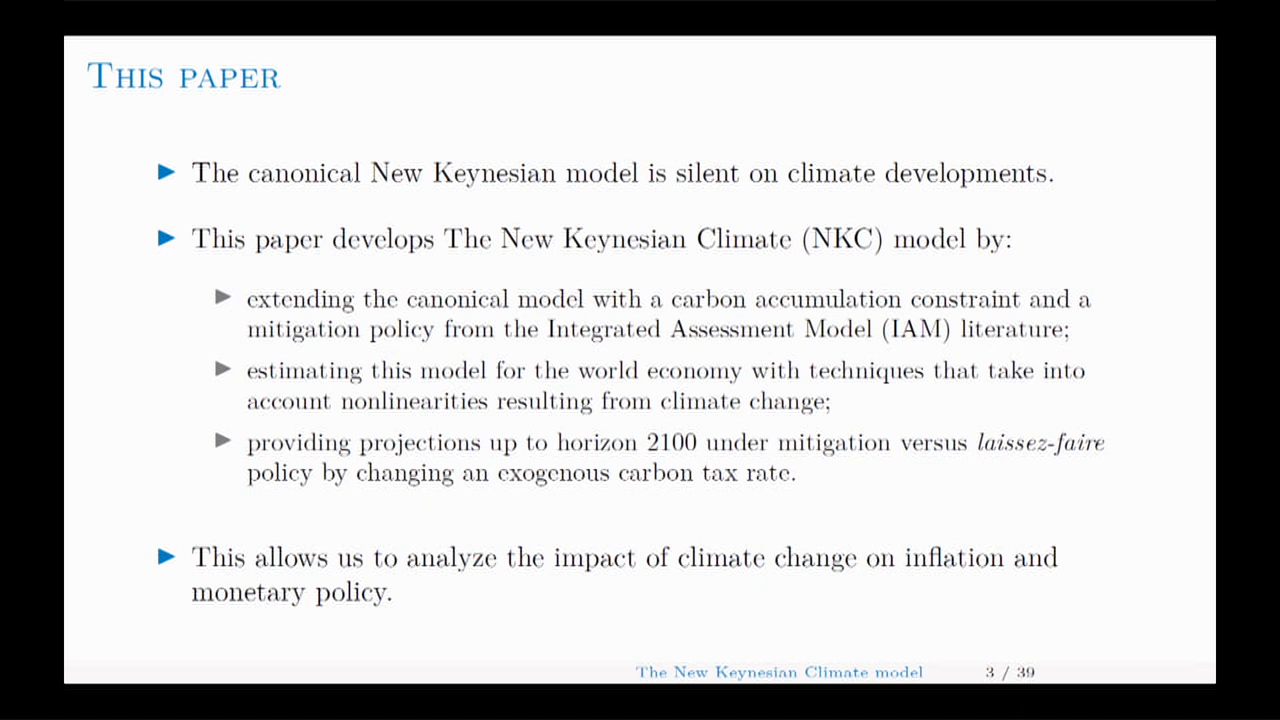 THIS PAPER
The canonical New Keynesian model is silent on climate developments.
This paper develops The New Keynesian Climate (NKC) model by:
extending the canonical model with a carbon accumulation constraint and a
mitigation policy from the Integrated Assessment Model (IAM) literature;
estimating this model for the world economy with techniques that take into
account nonlinearities resulting from climate change;
providing projections up to horizon 2100 under mitigation versus laissez-faire
policy by changing an exogenous carbon tax rate.
This allows us to analyze the impact of climate change on inflation and
monetary policy.
The New Keynesian Climate model 3 / 39